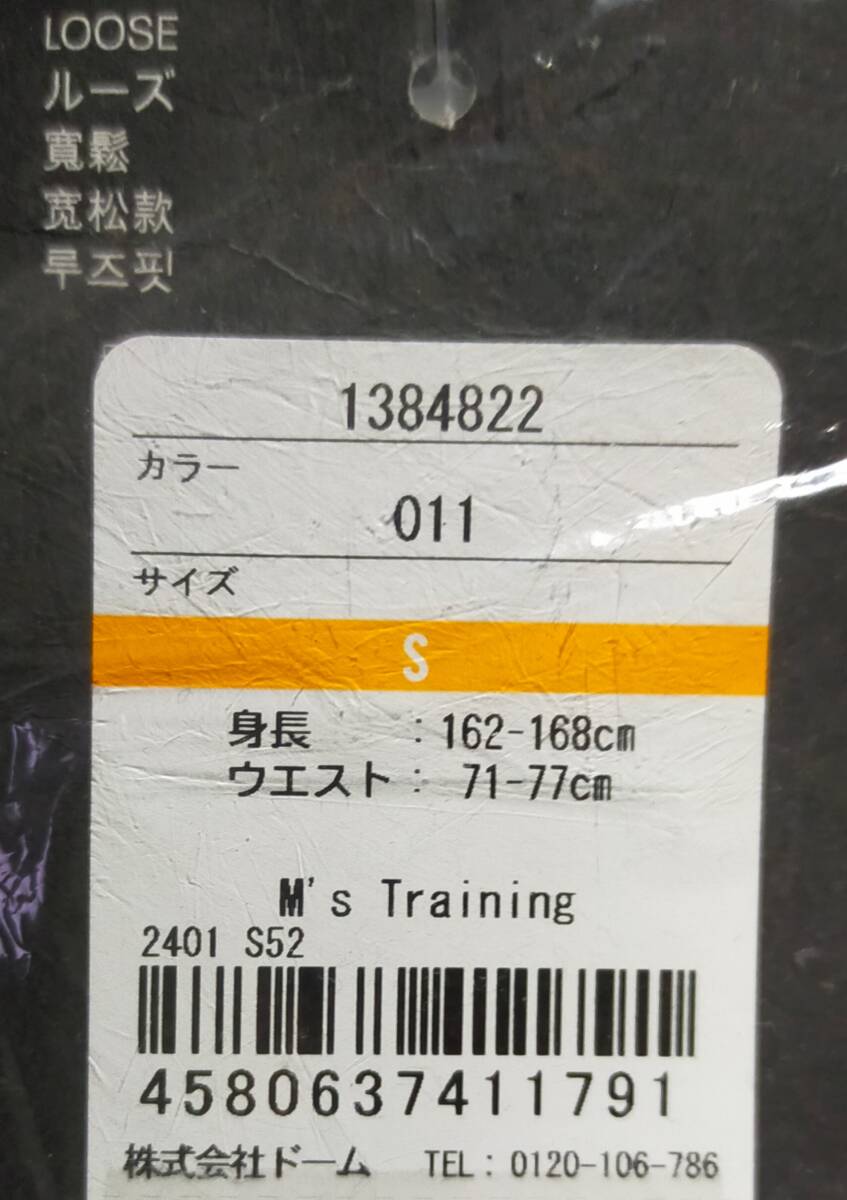 LOOSE
ルーズ
寬鬆
宽松款
루즈핏
1384822
カラー
011
サイズ
S
身長 : 162-168cm
ウエスト : 71-77cm
M's Training
2401 S52
4580637411791
株式会社ドーム TEL : 0120-106-786